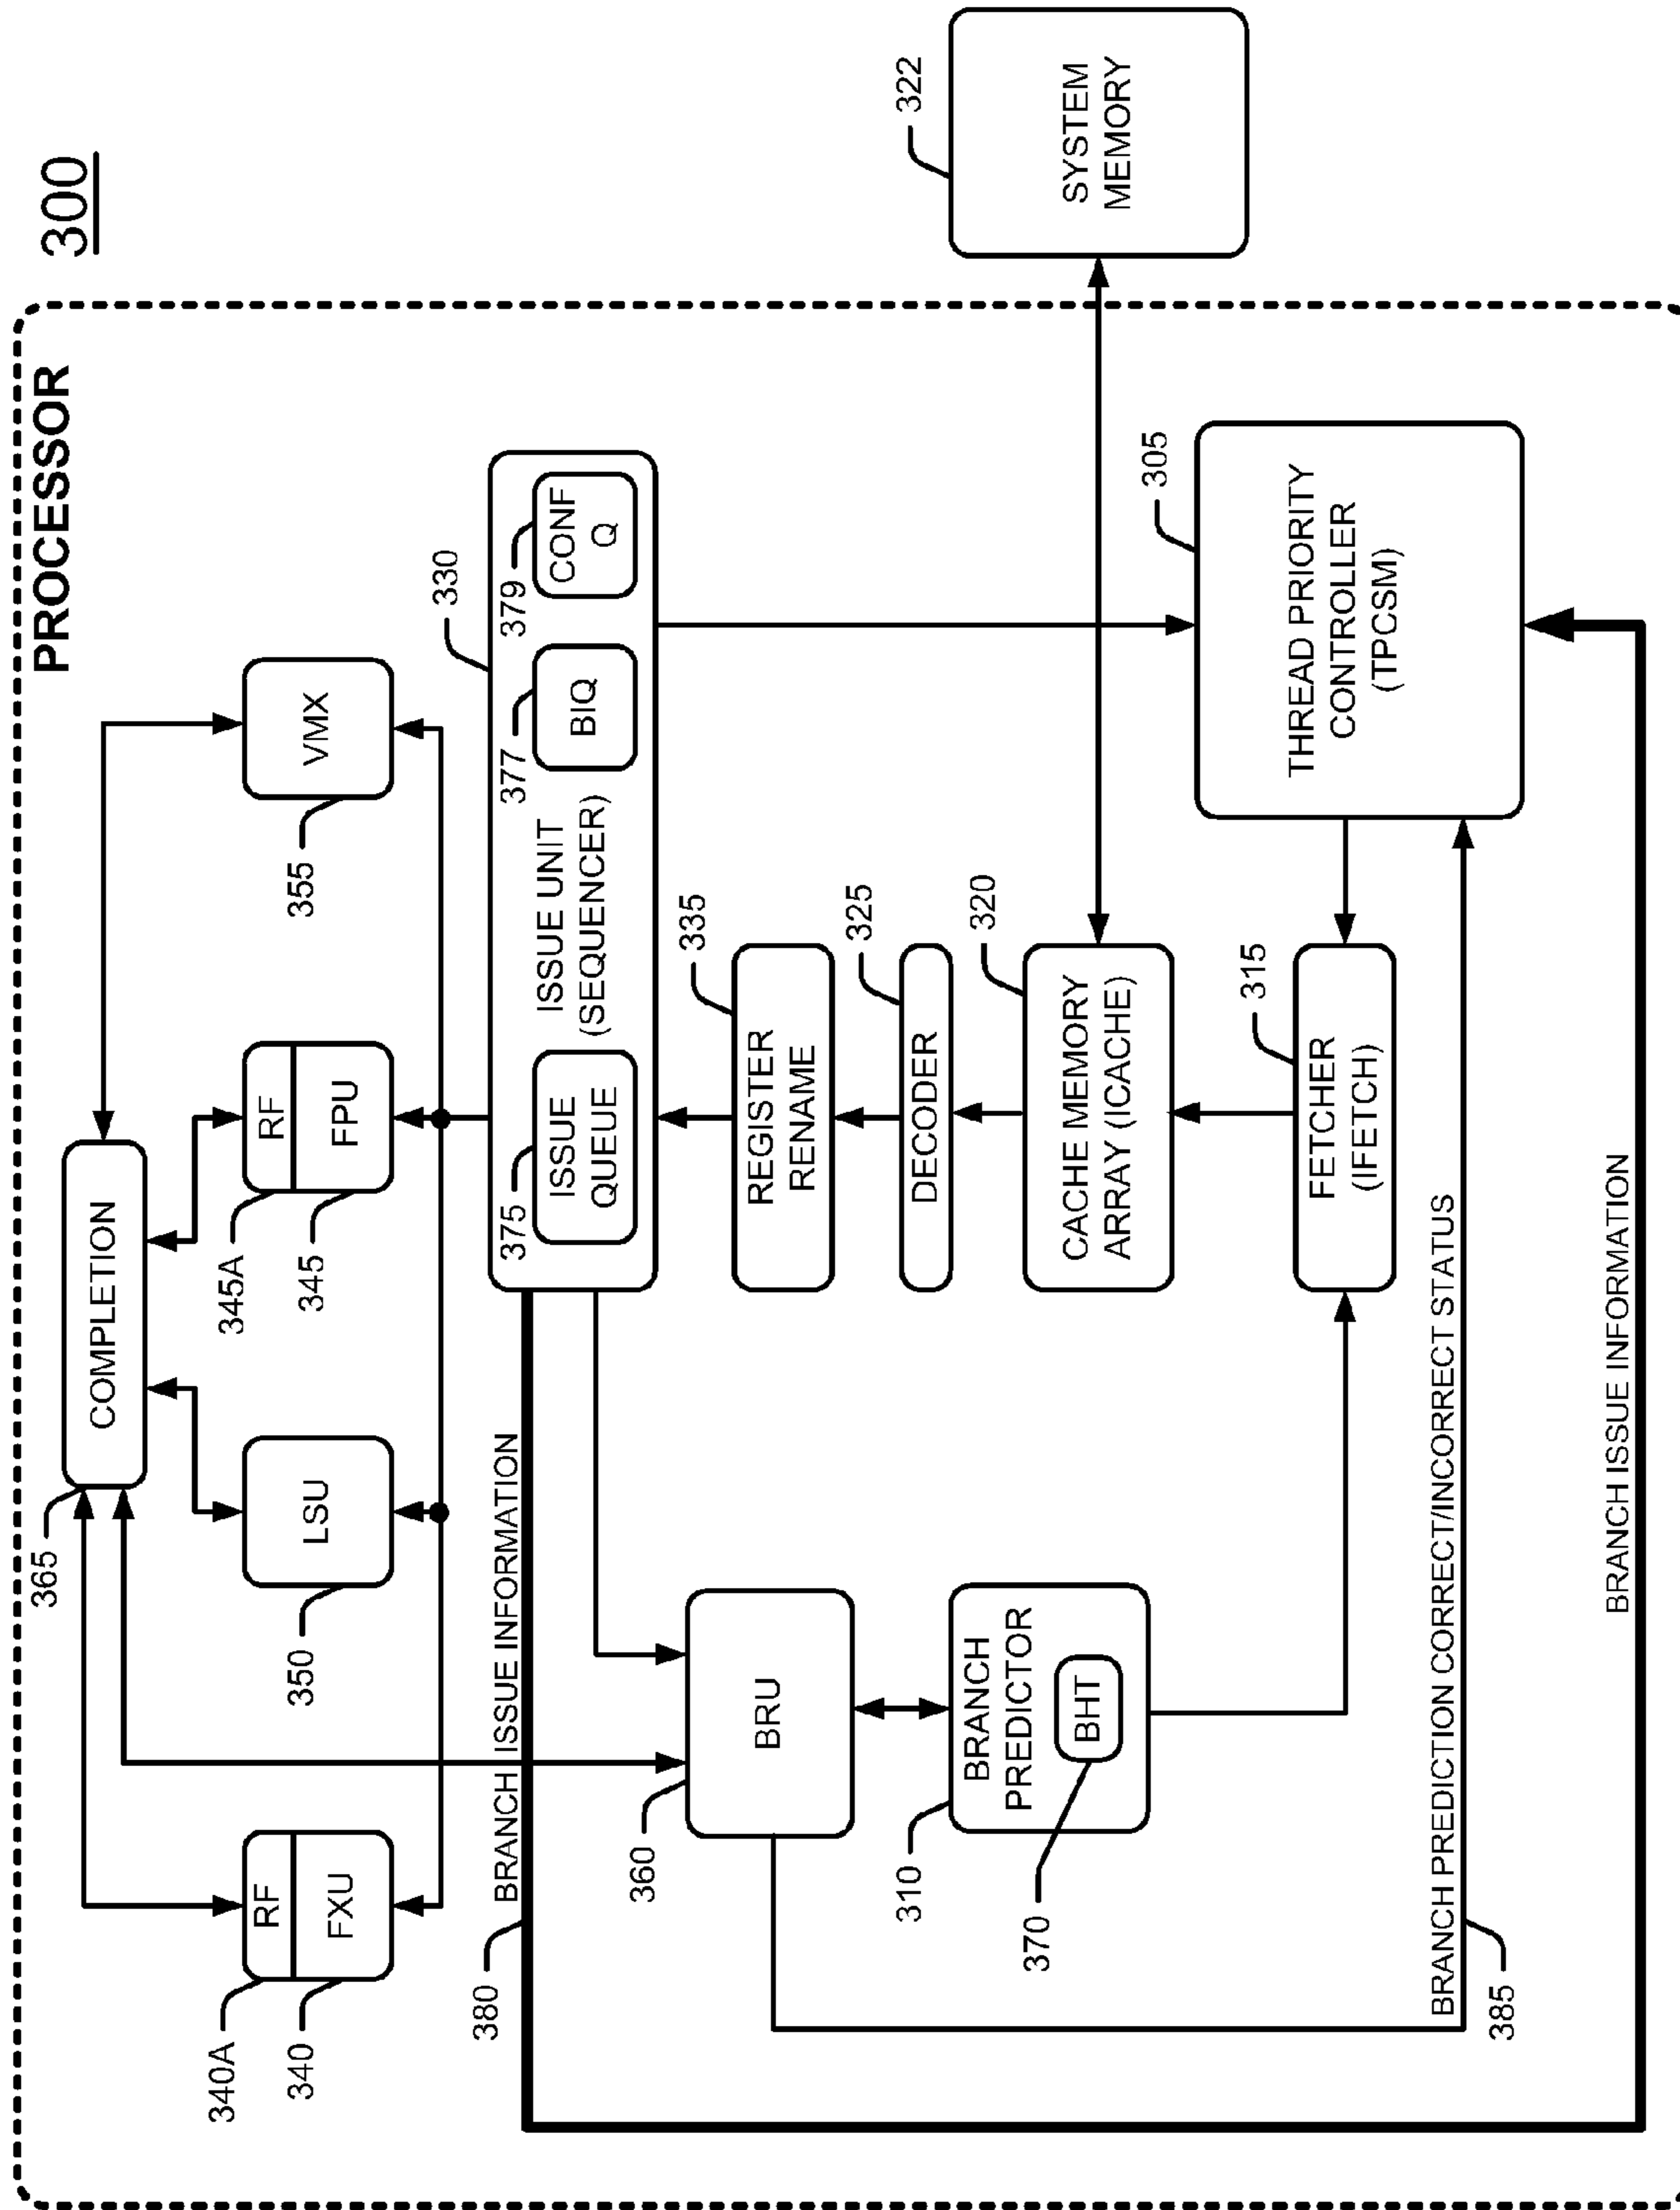 300
PROCESSOR
365
COMPLETION
340A
RF
FXU
340
LSU
350
345A
RF
FPU
345
VMX
355
380
BRANCH ISSUE INFORMATION
330
375
ISSUE
QUEUE
ISSUE UNIT
(SEQUENCER)
377
BIQ
379
CONF
Q
360
BRU
335
REGISTER
RENAME
310
BRANCH
PREDICTOR
370
BHT
325
DECODER
320
CACHE MEMORY
ARRAY (ICACHE)
322
SYSTEM
MEMORY
315
FETCHER
(IFETCH)
305
THREAD PRIORITY
CONTROLLER
(TPCSM)
BRANCH PREDICTION CORRECT/INCORRECT STATUS
385
BRANCH ISSUE INFORMATION